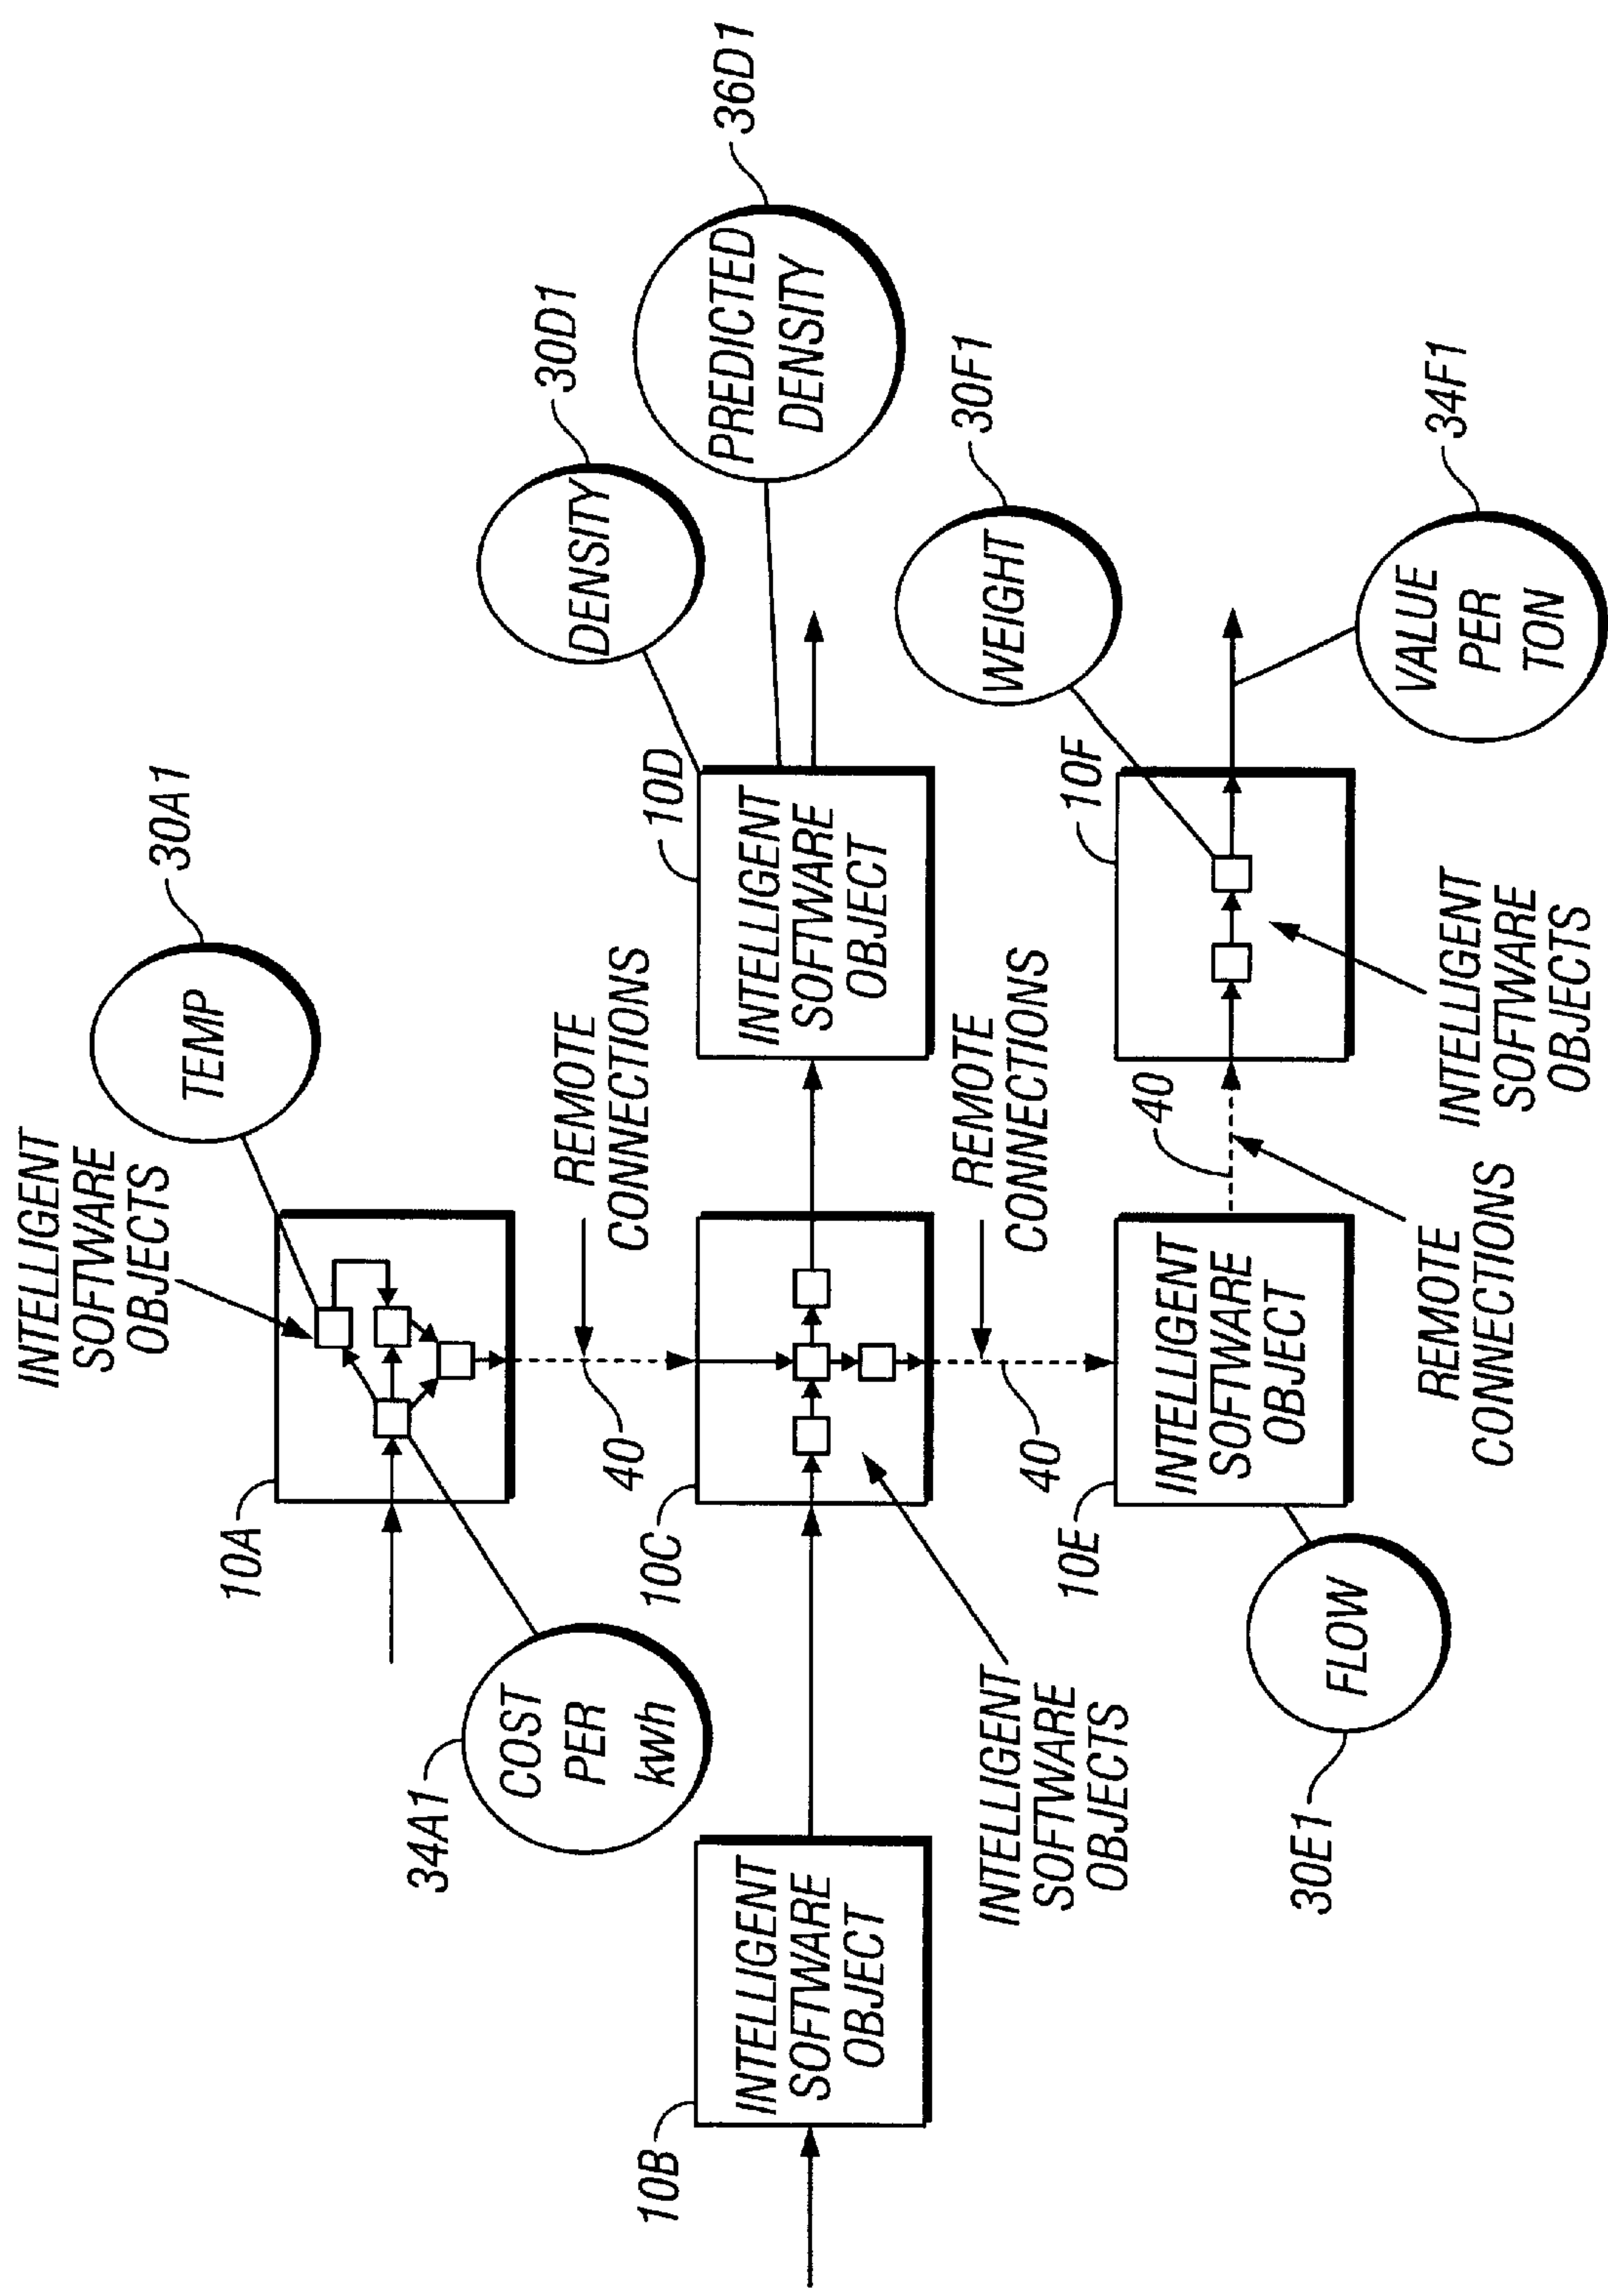 INTELLIGENT
SOFTWARE
OBJECTS
TEMP
30A1
10A
34A1
COST
PER
kwh
40
REMOTE
CONNECTIONS
DENSITY
30D1
PREDICTED
DENSITY
36D1
10B
INTELLIGENT
SOFTWARE
OBJECT
10C
INTELLIGENT
SOFTWARE
OBJECTS
10D
INTELLIGENT
SOFTWARE
OBJECT
40
REMOTE
CONNECTIONS
WEIGHT
30F1
10E
INTELLIGENT
SOFTWARE
OBJECT
FLOW
30E1
40
REMOTE
CONNECTIONS
10F
INTELLIGENT
SOFTWARE
OBJECTS
VALUE
PER
TON
34F1